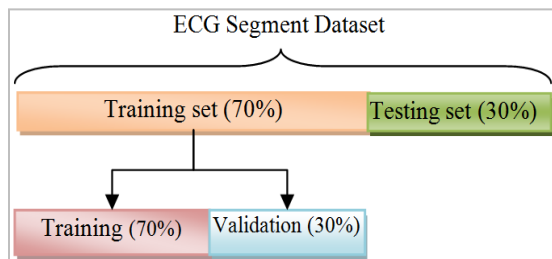 ECG Segment Dataset
Training set (70%) Testing set (30%)
Training (70%) Validation (30%)